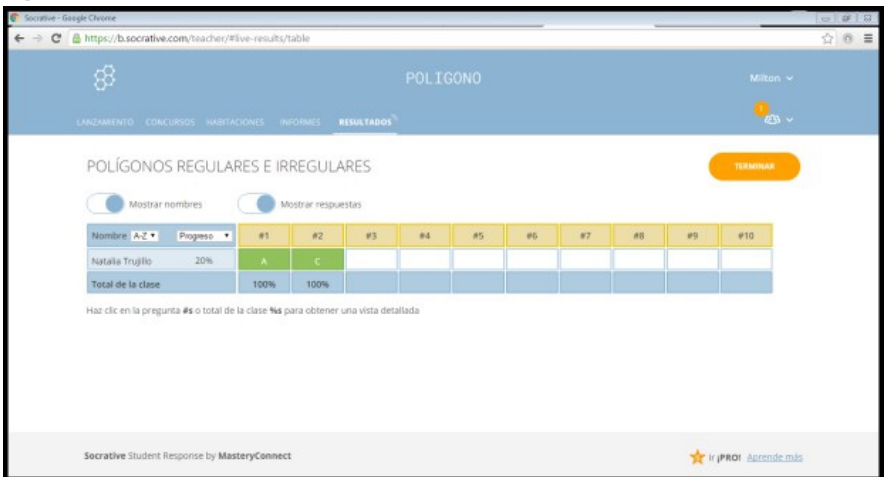 Socrative - Google Chrome
https://b.socrative.com/teacher/#live-results/table
POLIGONO
Milton
1
LANZAMIENTO CONCURSOS HABITACIONES INFORMES RESULTADOS
POLÍGONOS REGULARES E IRREGULARES
TERMINAR
Mostrar nombres Mostrar respuestas
Nombre A-Z Progreso #1 #2 #3 #4 #5 #6 #7 #8 #9 #10
Natalia Trujillo 20% A C
Total de la clase 100% 100%
Haz clic en la pregunta #s o total de la clase %s para obtener una vista detallada
Socrative Student Response by MasteryConnect
Ir ¡PRO! Aprende más